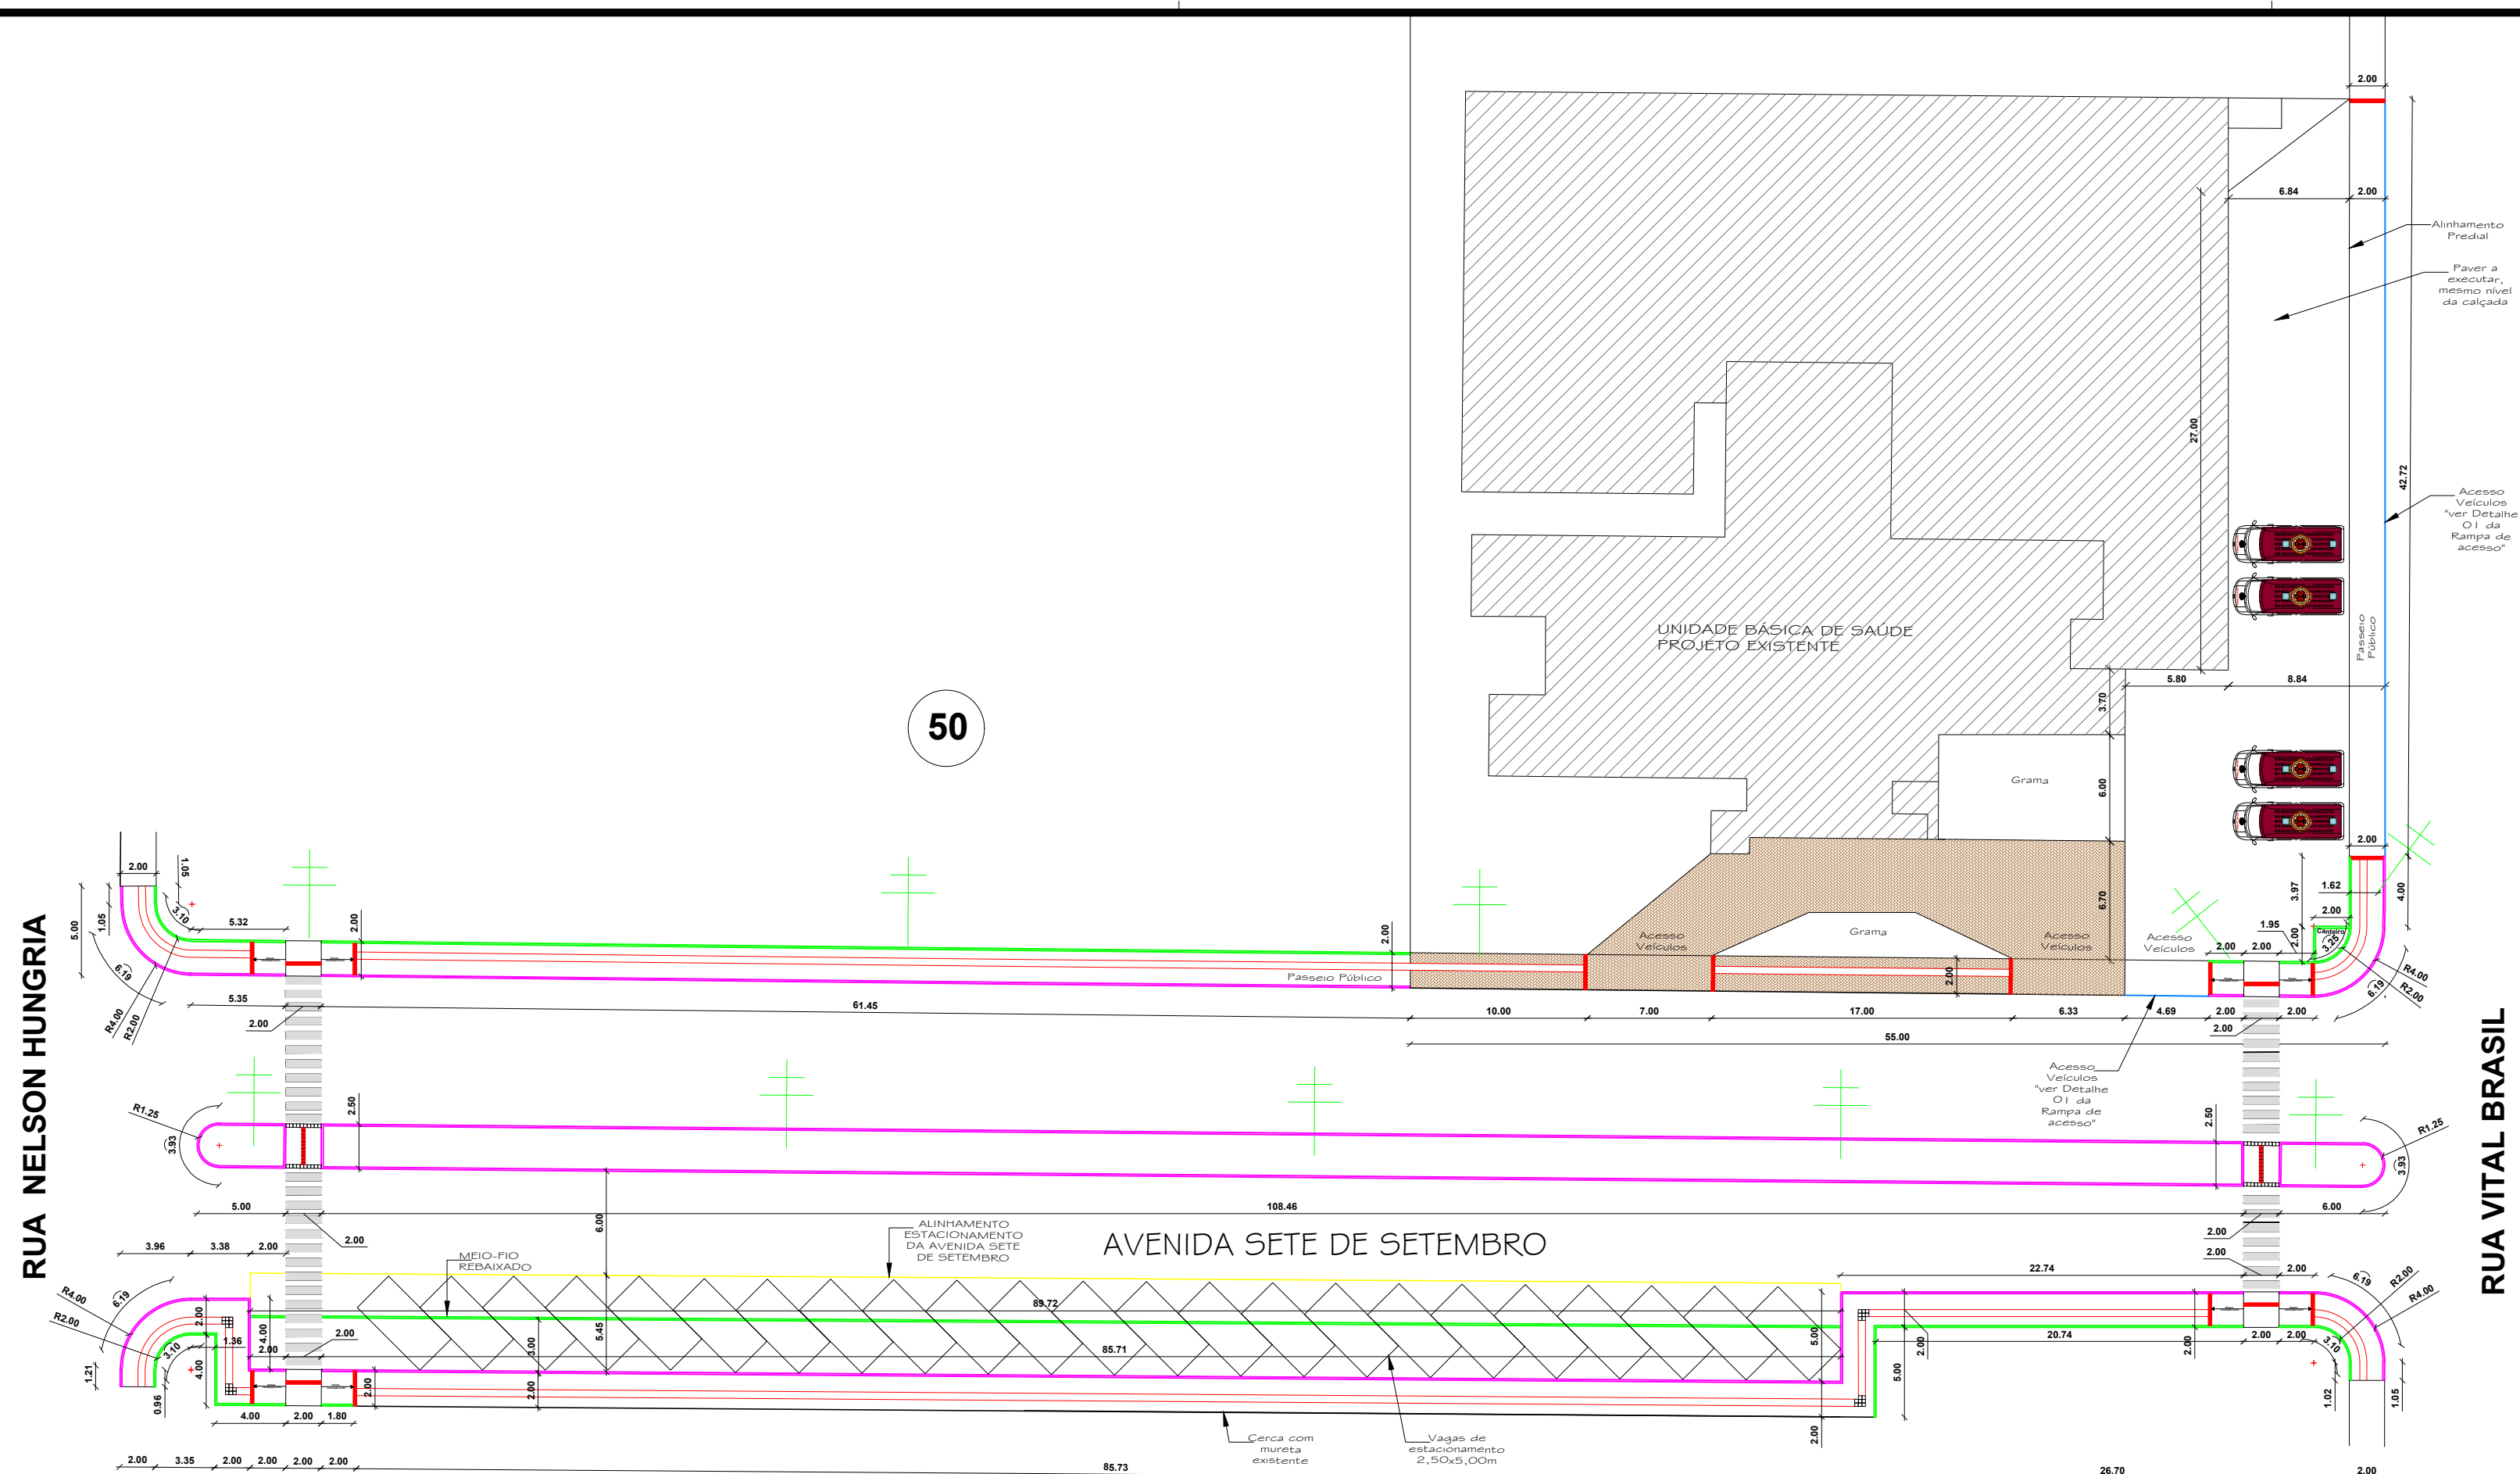 2.00
6.84
2.00
Alinhamento
Predial
Paver a
executar,
mesmo nível
da calçada
27.00
42.72
Acesso
Veículos
"ver Detalhe
01 da
Rampa de
acesso"
UNIDADE BÁSICA DE SAÚDE
PROJETO EXISTENTE
Passeio
Público
5.80
8.84
3.70
50
Grama
6.00
2.00
2.00
1.05
3.10
5.00
1.05
5.32
2.00
6.19
R4.00
R2.00
5.35
2.00
61.45
Passeio Público
2.00
Acesso
Veículos
Grama
Acesso
Veículos
6.70
2.00
Acesso
Veículos
2.00
2.00
1.95
2.00
3.97
1.62
2.00
4.00
Canteiro
3.25
R4.00
R2.00
6.19
10.00
7.00
17.00
6.33
4.69
2.00
2.00
2.00
55.00
Acesso
Veículos
"ver Detalhe
01 da
Rampa de
acesso"
RUA NELSON HUNGRIA
RUA VITAL BRASIL
R1.25
3.93
2.50
2.50
R1.25
3.93
5.00
2.00
108.46
6.00
2.00
2.00
6.00
3.96
3.38
2.00
MEIO-FIO
REBAIXADO
ALINHAMENTO
ESTACIONAMENTO
DA AVENIDA SETE
DE SETEMBRO
AVENIDA SETE DE SETEMBRO
22.74
2.00
6.19
R2.00
R4.00
R4.00
R2.00
6.19
2.00
4.00
1.36
3.10
4.00
2.00
2.00
89.72
3.00
5.45
85.71
5.00
5.00
2.00
20.74
2.00
2.00
2.00
3.10
1.21
0.96
2.00
2.00
2.00
1.02
1.05
4.00
2.00
1.80
Cerca com
mureta
existente
Vagas de
estacionamento
2,50x5,00m
2.00
3.35
2.00
2.00
2.00
2.00
85.73
26.70
2.00